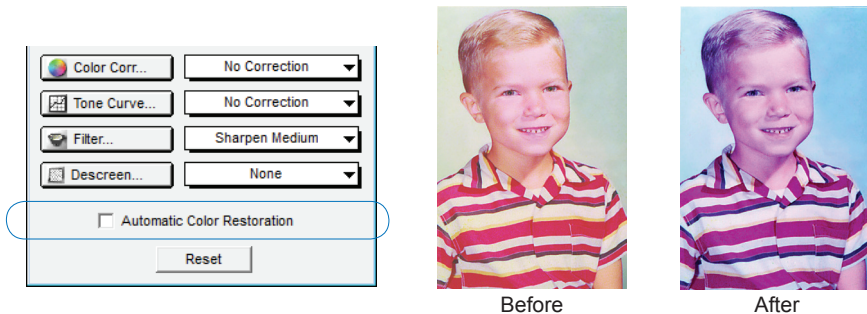 Color Corr... No Correction
Tone Curve... No Correction
Filter... Sharpen Medium
Descreen... None
Automatic Color Restoration
Reset
Before After